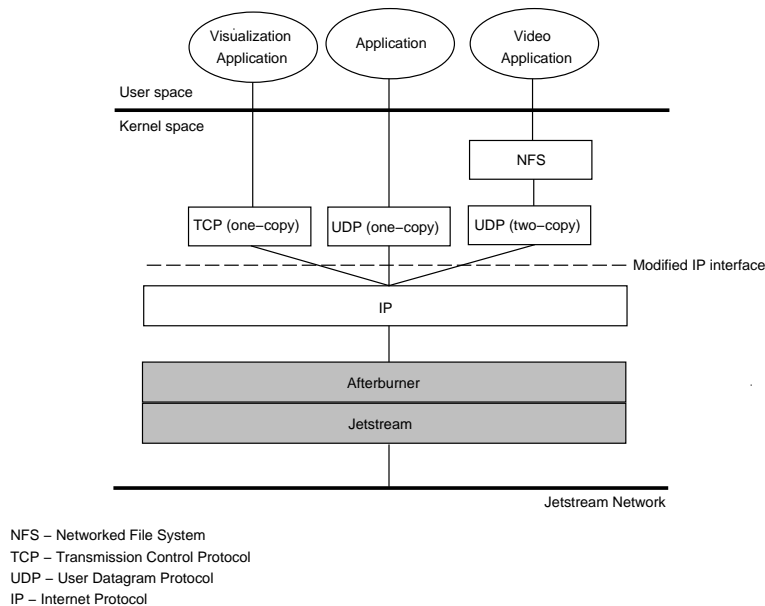 Visualization
Application
Application
Video
Application
User space
Kernel space
NFS
TCP (one−copy)
UDP (one−copy)
UDP (two−copy)
Modified IP interface
IP
Afterburner
Jetstream
Jetstream Network
NFS − Networked File System
TCP − Transmission Control Protocol
UDP − User Datagram Protocol
IP − Internet Protocol